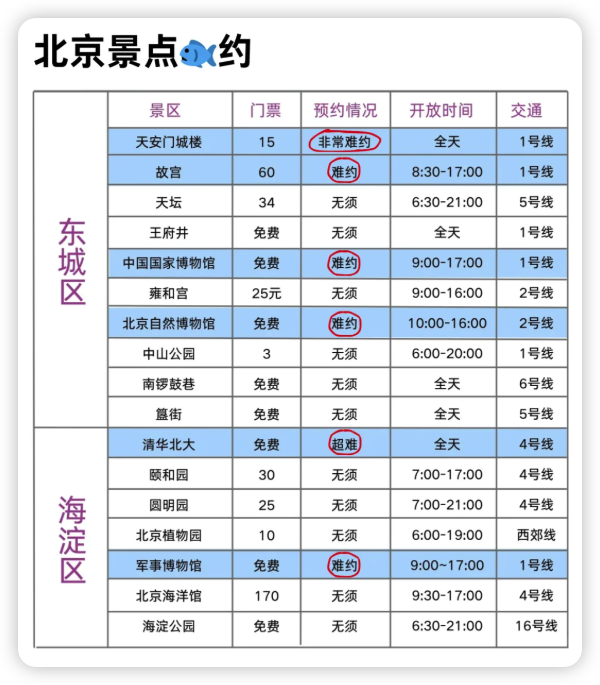 北京景点🐟约
景区 门票 预约情况 开放时间 交通
东城区
天安门城楼 15 非常难约 全天 1号线
故宫 60 难约 8:30-17:00 1号线
天坛 34 无须 6:30-21:00 5号线
王府井 免费 无须 全天 1号线
中国国家博物馆 免费 难约 9:00-17:00 1号线
雍和宫 25元 无须 9:00-16:00 2号线
北京自然博物馆 免费 难约 10:00-16:00 2号线
中山公园 3 无须 6:00-20:00 1号线
南锣鼓巷 免费 无须 全天 6号线
簋街 免费 无须 全天 5号线
海淀区
清华北大 免费 超难 全天 4号线
颐和园 30 无须 7:00-17:00 4号线
圆明园 25 无须 7:00-21:00 4号线
北京植物园 10 无须 6:00-19:00 西郊线
军事博物馆 免费 难约 9:00~17:00 1号线
北京海洋馆 170 无须 9:30-17:00 4号线
海淀公园 免费 无须 6:30-21:00 16号线